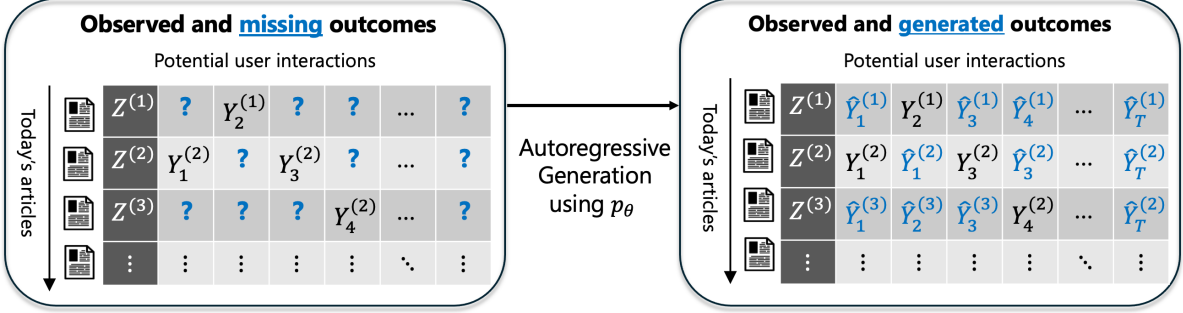 Observed and missing outcomes
Potential user interactions
Today's articles
Z^(1) ? Y_2^(1) ? ? ... ?
Z^(2) Y_1^(2) ? Y_3^(2) ? ... ?
Z^(3) ? ? ? Y_4^(2) ... ?
⋮ ⋮ ⋮ ⋮ ⋮ ⋱ ⋮
Autoregressive
Generation
using p_θ
Observed and generated outcomes
Potential user interactions
Today's articles
Z^(1) Ŷ_1^(1) Y_2^(1) Ŷ_3^(1) Ŷ_4^(1) ... Ŷ_T^(1)
Z^(2) Y_1^(2) Ŷ_1^(2) Y_3^(2) Ŷ_3^(2) ... Ŷ_T^(2)
Z^(3) Ŷ_1^(3) Ŷ_2^(3) Ŷ_3^(3) Y_4^(2) ... Ŷ_T^(2)
⋮ ⋮ ⋮ ⋮ ⋮ ⋱ ⋮